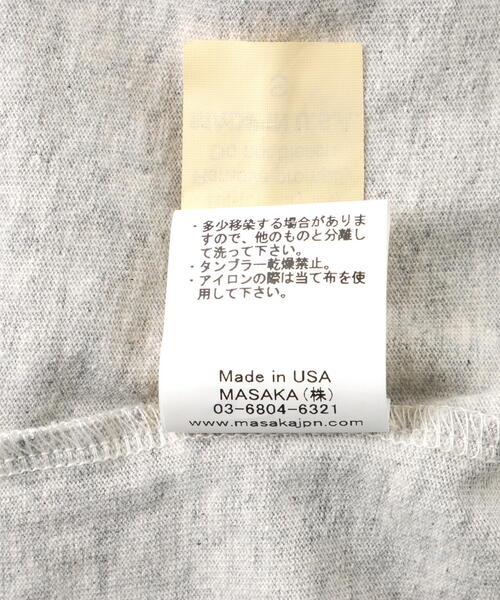 ・多少移染する場合がありま
すので、他のものと分離し
て洗って下さい。
・タンブラー乾燥禁止。
・アイロンの際は当て布を使
用して下さい。
Made in USA
MASAKA（株）
03-6804-6321
www.masakajpn.com